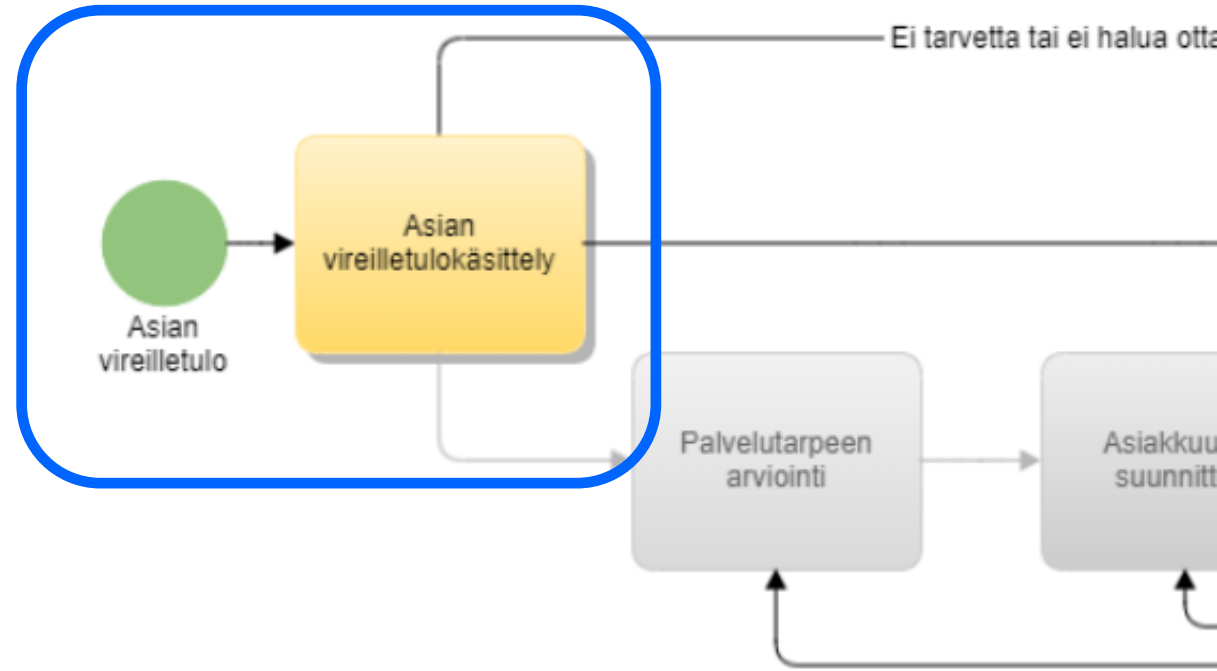 Ei tarvetta tai ei halua otta
Asian
vireilletulokäsittely
Asian
vireilletulo
Palvelutarpeen
arviointi
Asiakkuu
suunnitt